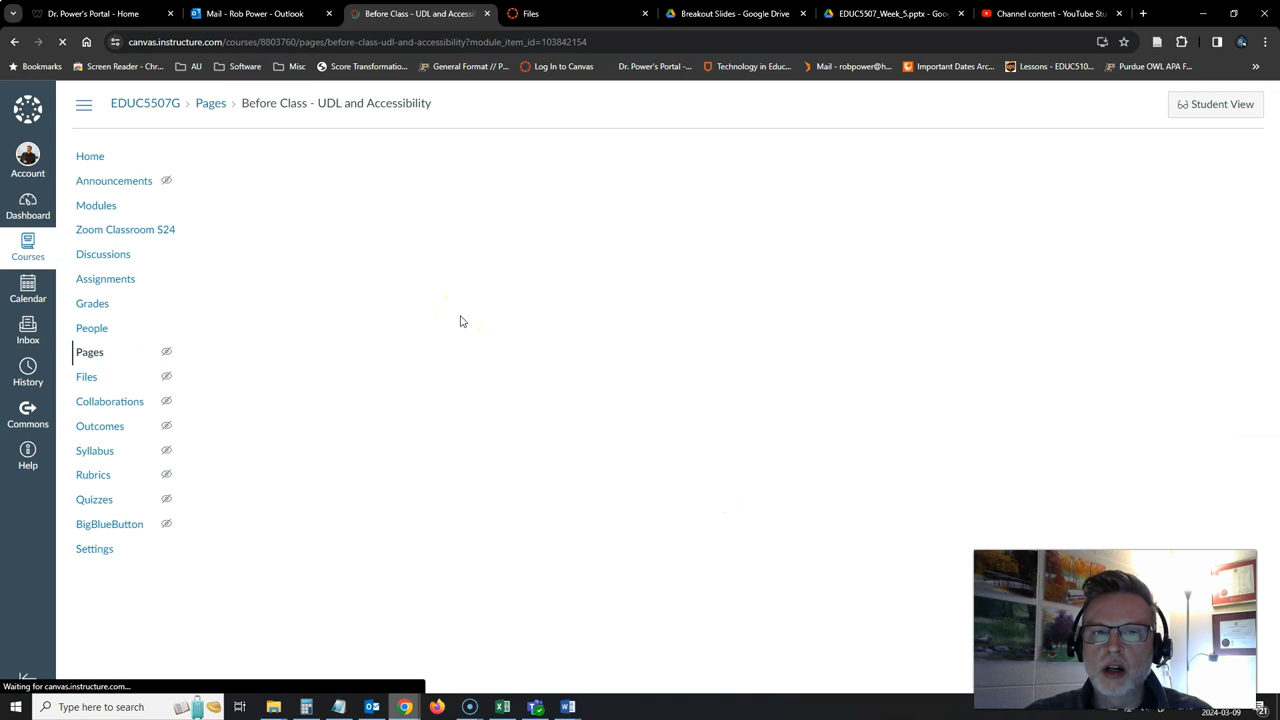 Dr. Power's Portal - Home
Mail - Rob Power - Outlook
Before Class - UDL and Accessi
Files
Breakout Slides - Google Drive
EDUC5507_Week_5.pptx - Goo
Channel content - YouTube Stu
canvas.instructure.com/courses/8803760/pages/before-class-udl-and-accessibility?module_item_id=103842154
Bookmarks
Screen Reader - Chr...
AU
Software
Misc
Score Transformatio...
General Format // P...
Log In to Canvas
Dr. Power's Portal -...
Technology in Educ...
Mail - robpower@h...
Important Dates Arc...
Lessons - EDUC510...
Purdue OWL APA F...
EDUC5507G > Pages > Before Class - UDL and Accessibility
Student View
Account
Dashboard
Courses
Calendar
Inbox
History
Commons
Help
Home
Announcements
Modules
Zoom Classroom S24
Discussions
Assignments
Grades
People
Pages
Files
Collaborations
Outcomes
Syllabus
Rubrics
Quizzes
BigBlueButton
Settings
Waiting for canvas.instructure.com...
Type here to search
2024-03-09
21